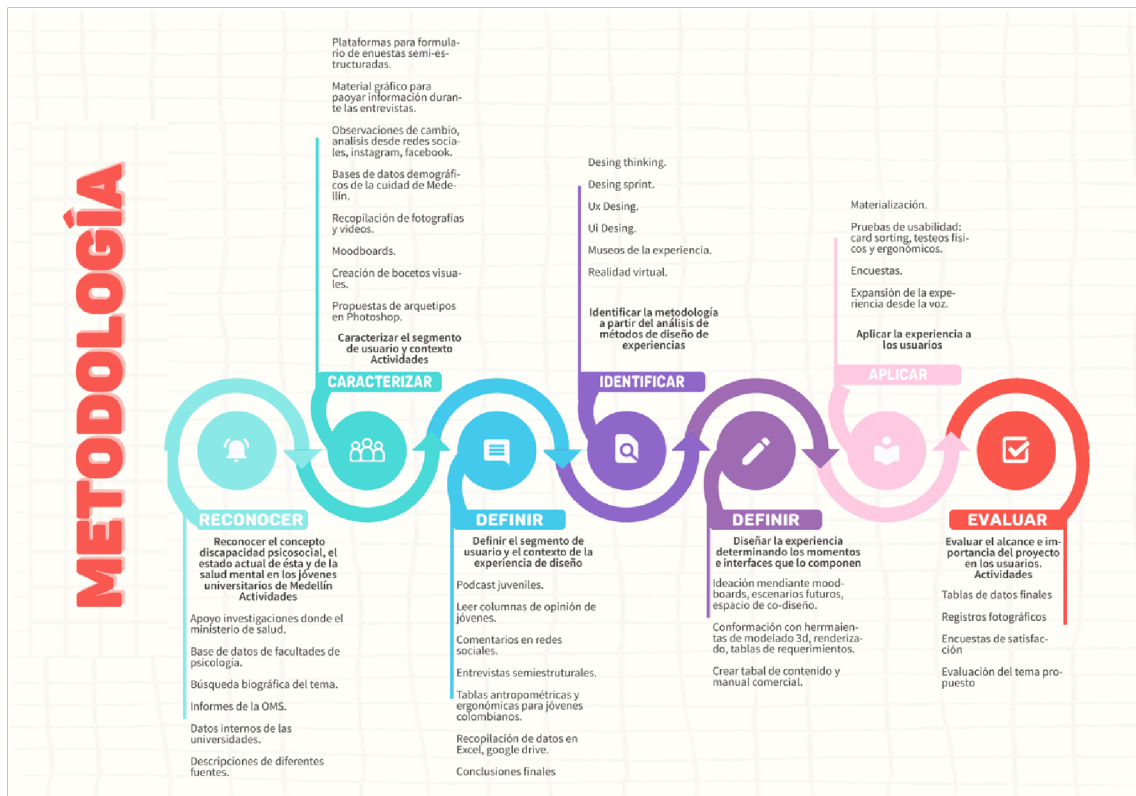 METODOLOGÍA
RECONOCER
Reconocer el concepto
discapacidad psicosocial, el
estado actual de ésta y de la
salud mental en los jóvenes
universitarios de Medellín
Actividades
Apoyo investigaciones donde el
ministerio de salud.
Base de datos de facultades de
psicología.
Búsqueda biográfica del tema.
Informes de la OMS.
Datos internos de las
universidades.
Descripciones de diferentes
fuentes.
Plataformas para formula-
rio de enuestas semi-es-
tructuradas.
Material gráfico para
paoyar información duran-
te las entrevistas.
Observaciones de cambio,
analisis desde redes socia-
les, instagram, facebook.
Bases de datos demográfi-
cos de la cuidad de Mede-
llín.
Recopilación de fotografías
y videos.
Moodboards.
Creación de bocetos visua-
les.
Propuestas de arquetipos
en Photoshop.
Caracterizar el segmento
de usuario y contexto
Actividades
CARACTERIZAR
DEFINIR
Definir el segmento de
usuario y el contexto de la
experiencia de diseño
Podcast juveniles.
Leer columnas de opinión de
jóvenes.
Comentarios en redes
sociales.
Entrevistas semiestruturales.
Tablas antropométricas y
ergonómicas para jóvenes
colombianos.
Recopilación de datos en
Excel, google drive.
Conclusiones finales
Desing thinking.
Desing sprint.
Ux Desing.
Ui Desing.
Museos de la experiencia.
Realidad virtual.
Identificar la metodología
a partir del análisis de
métodos de diseño de
experiencias
IDENTIFICAR
DEFINIR
Diseñar la experiencia
determinando los momentos
e interfaces que lo componen
Ideación mendiante mood-
boards, escenarios futuros,
espacio de co-diseño.
Conformación con herrmaien-
tas de modelado 3d, renderiza-
do, tablas de requerimientos.
Crear tabal de contenido y
manual comercial.
Materialización.
Pruebas de usabilidad:
card sorting, testeos físi-
cos y ergonómicos.
Encuestas.
Expansión de la expe-
riencia desde la voz.
Aplicar la experiencia a
los usuarios
APLICAR
EVALUAR
Evaluar el alcance e im-
portancia del proyecto
en los usuarios.
Actividades
Tablas de datos finales
Registros fotográficos
Encuestas de satisfac-
ción
Evaluación del tema pro-
puesto